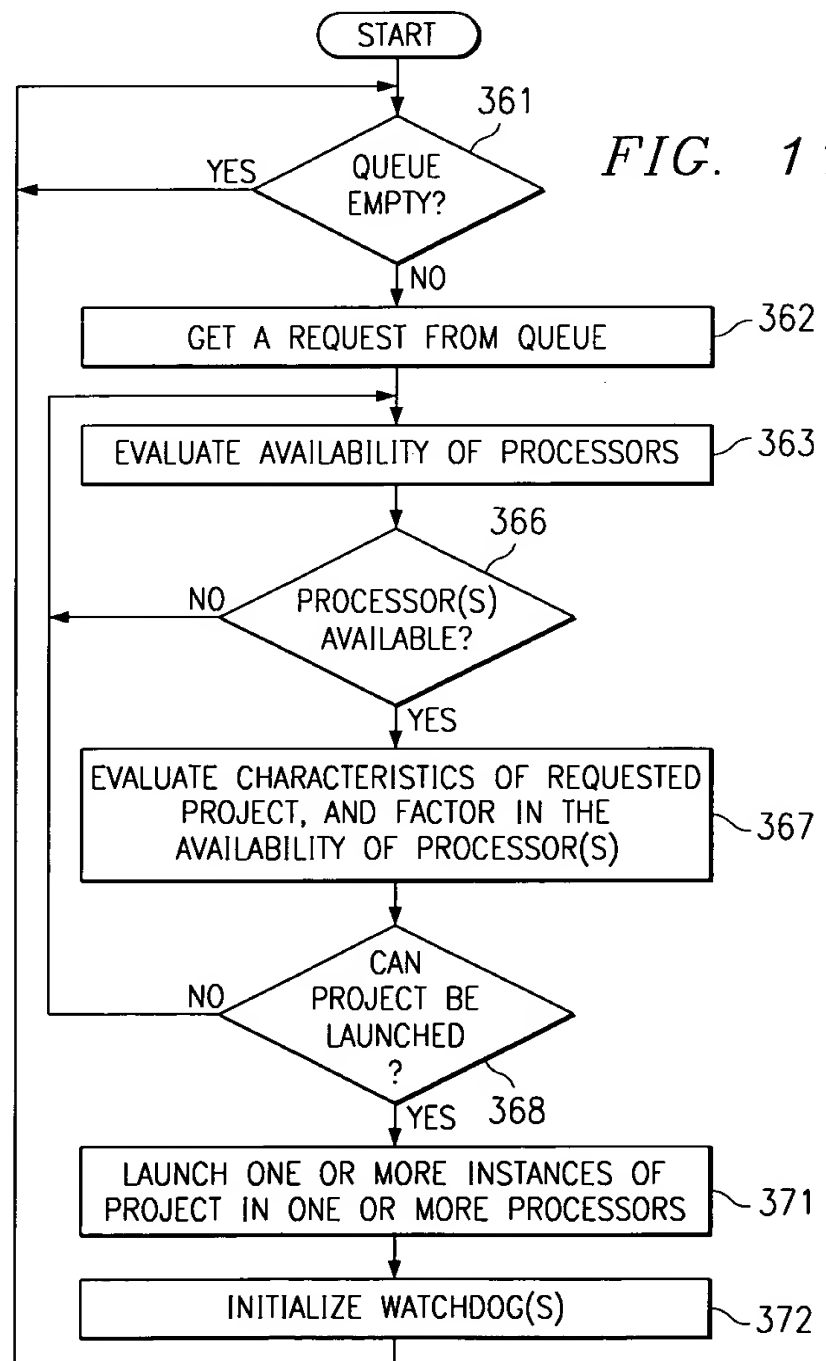 START
361
FIG. 1
YES
QUEUE
EMPTY?
NO
GET A REQUEST FROM QUEUE
362
EVALUATE AVAILABILITY OF PROCESSORS
363
366
NO
PROCESSOR(S)
AVAILABLE?
YES
EVALUATE CHARACTERISTICS OF REQUESTED
PROJECT, AND FACTOR IN THE
AVAILABILITY OF PROCESSOR(S)
367
NO
CAN
PROJECT BE
LAUNCHED
?
368
YES
LAUNCH ONE OR MORE INSTANCES OF
PROJECT IN ONE OR MORE PROCESSORS
371
INITIALIZE WATCHDOG(S)
372